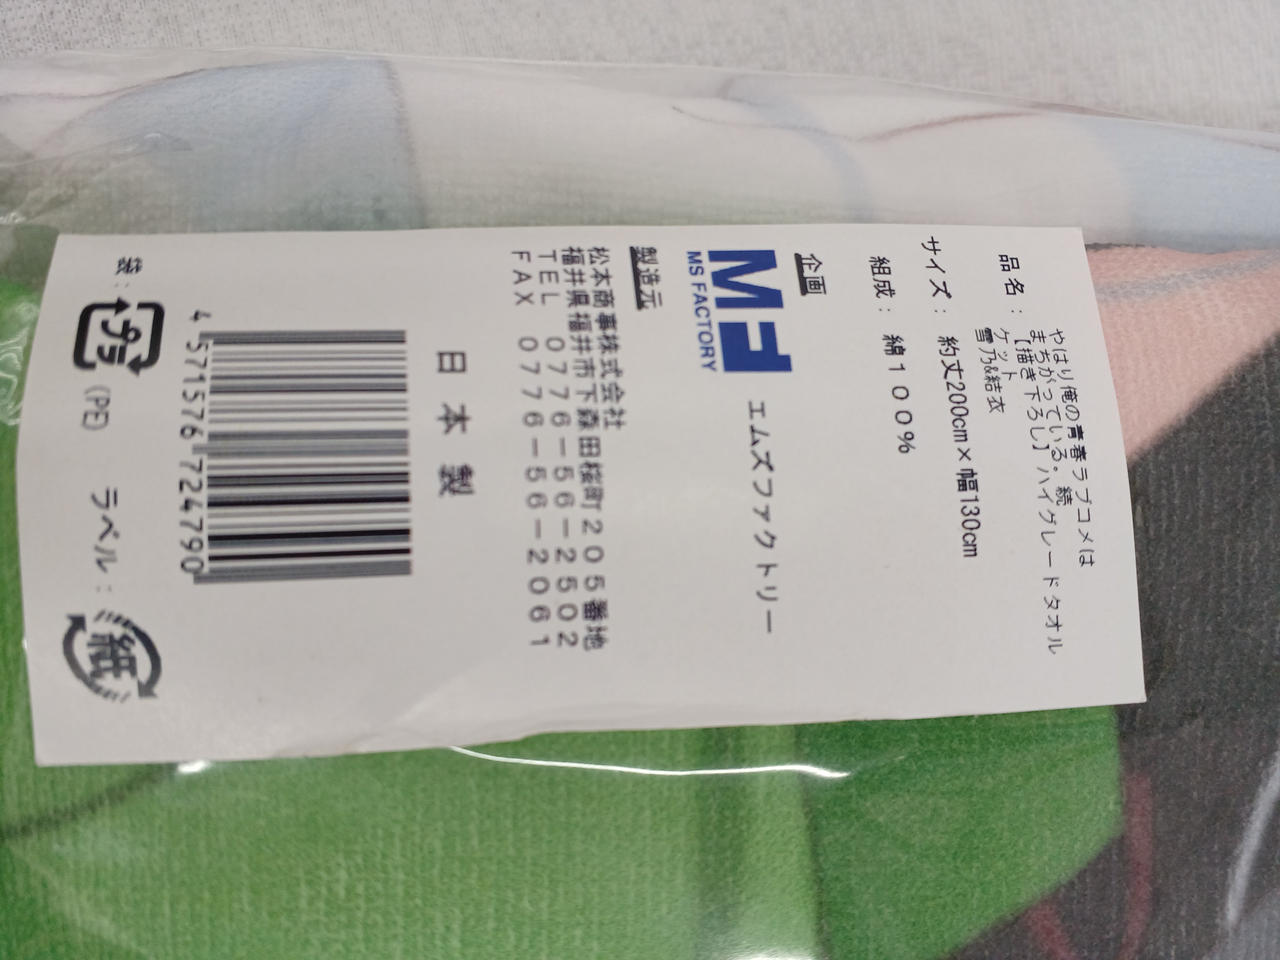 品名：やはり俺の青春ラブコメは
まちがっている。続
【描き下ろし】ハイグレードタオル
ケット
雪乃&結衣
サイズ：約丈200cm×幅130cm
組成：綿１００％
企画
MF
MS FACTORY
エムズファクトリー
製造元
松本商事株式会社
福井県福井市下森田桜町２０５番地
ＴＥＬ ０７７６－５６－２５０２
ＦＡＸ ０７７６－５６－２０６１
日本製
4 571576 724790
袋：プラ(PE) ラベル：紙